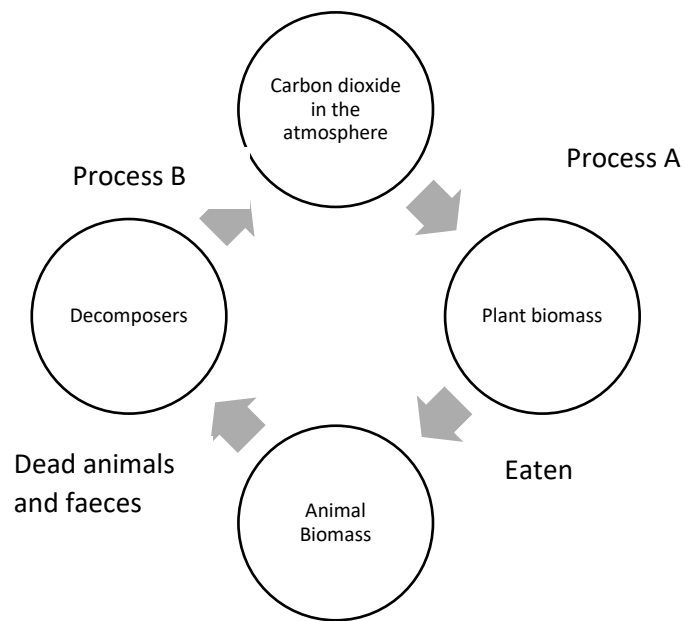 Carbon dioxide
in the
atmosphere
Process A
Process B
Decomposers
Plant biomass
Dead animals
and faeces
Eaten
Animal
Biomass